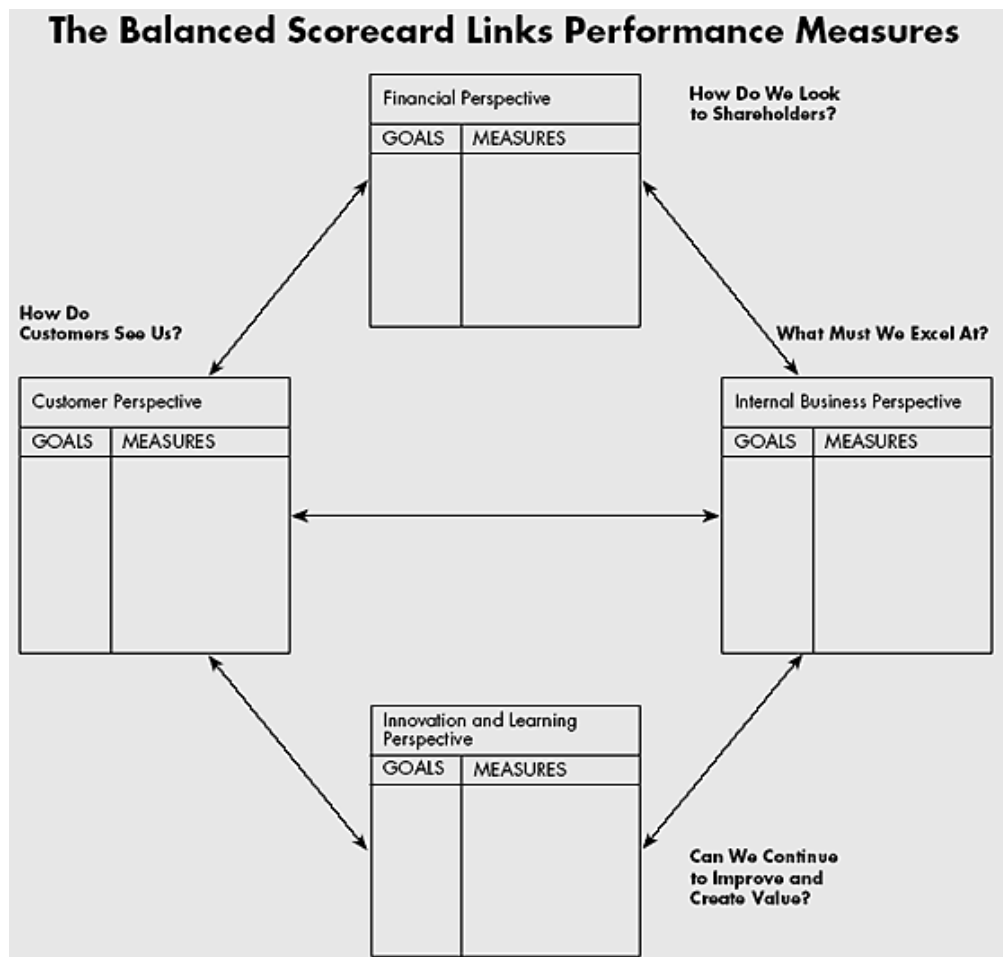 The Balanced Scorecard Links Performance Measures
Financial Perspective
GOALS MEASURES
How Do We Look
to Shareholders?
How Do
Customers See Us?
What Must We Excel At?
Customer Perspective
GOALS MEASURES
Internal Business Perspective
GOALS MEASURES
Innovation and Learning
Perspective
GOALS MEASURES
Can We Continue
to Improve and
Create Value?